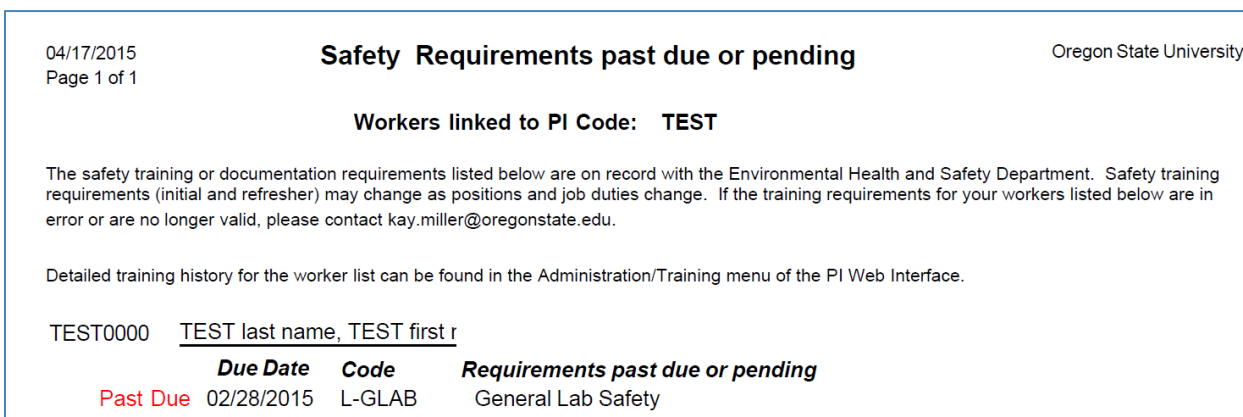 04/17/2015 Safety Requirements past due or pending Oregon State University
Page 1 of 1
Workers linked to PI Code: TEST
The safety training or documentation requirements listed below are on record with the Environmental Health and Safety Department. Safety training
requirements (initial and refresher) may change as positions and job duties change. If the training requirements for your workers listed below are in
error or are no longer valid, please contact kay.miller@oregonstate.edu.
Detailed training history for the worker list can be found in the Administration/Training menu of the PI Web Interface.
TEST0000 TEST last name, TEST first
Due Date Code Requirements past due or pending
Past Due 02/28/2015 L-GLAB General Lab Safety